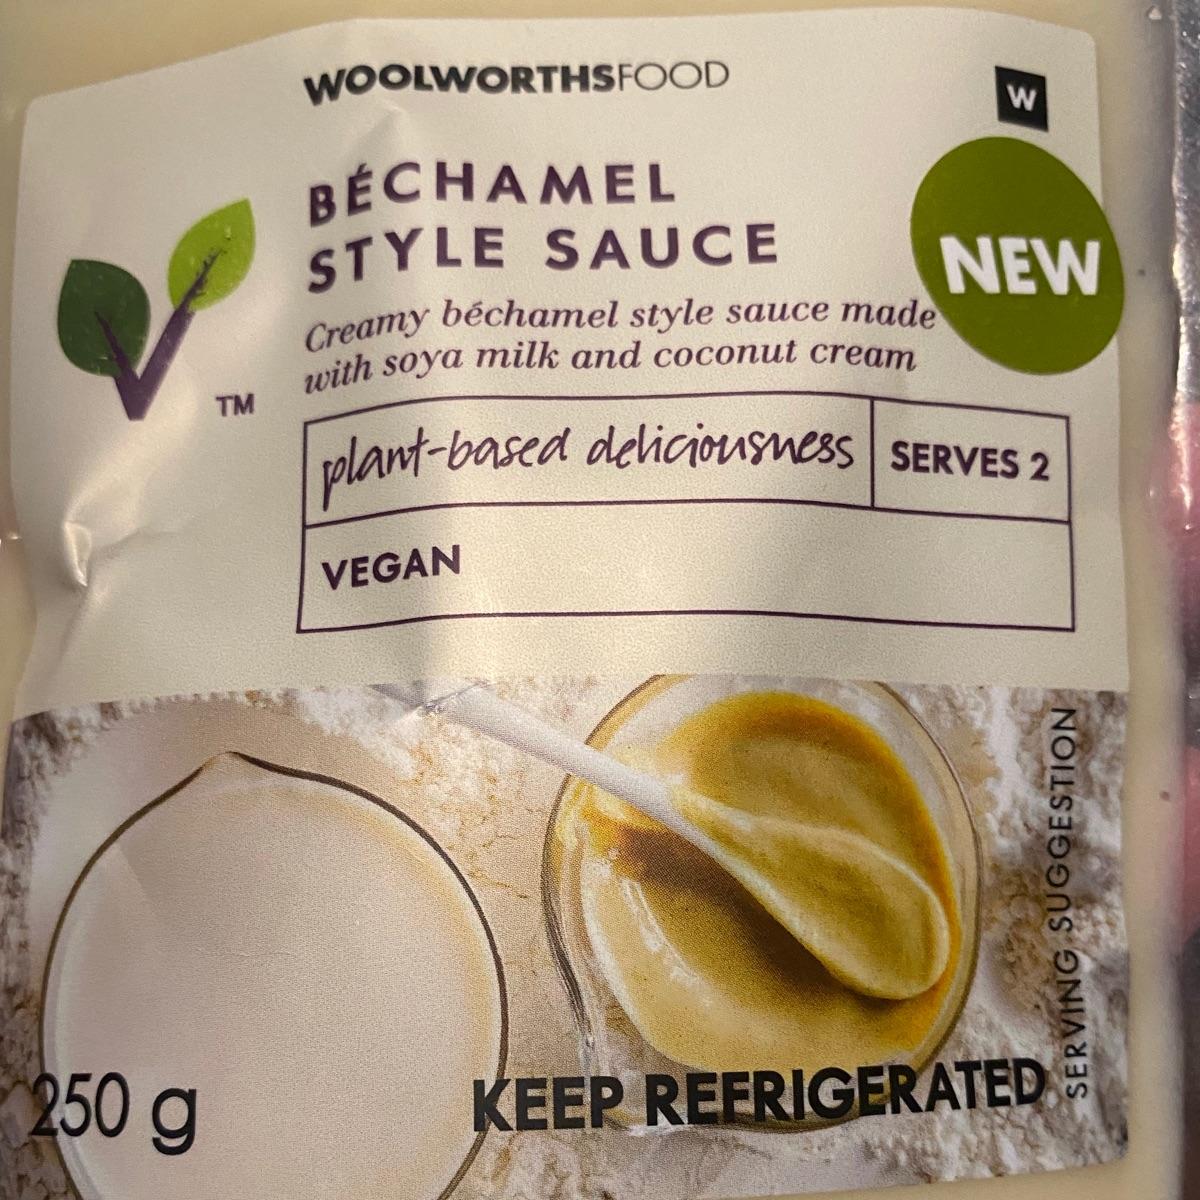 WOOLWORTHSFOOD
W
BÉCHAMEL
STYLE SAUCE
NEW
Creamy béchamel style sauce made
with soya milk and coconut cream
TM
plant-based deliciousness
SERVES 2
VEGAN
SERVING SUGGESTION
250 g
KEEP REFRIGERATED